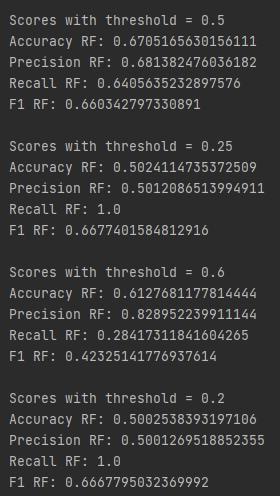 Scores with threshold = 0.5
Accuracy RF: 0.6705165630156111
Precision RF: 0.681382476036182
Recall RF: 0.6405635232897576
F1 RF: 0.660342797330891
Scores with threshold = 0.25
Accuracy RF: 0.5024114735372509
Precision RF: 0.5012086513994911
Recall RF: 1.0
F1 RF: 0.6677401584812916
Scores with threshold = 0.6
Accuracy RF: 0.6127681177814444
Precision RF: 0.828952239911144
Recall RF: 0.28417311841604265
F1 RF: 0.42325141776937614
Scores with threshold = 0.2
Accuracy RF: 0.5002538393197106
Precision RF: 0.5001269518852355
Recall RF: 1.0
F1 RF: 0.6667795032369992